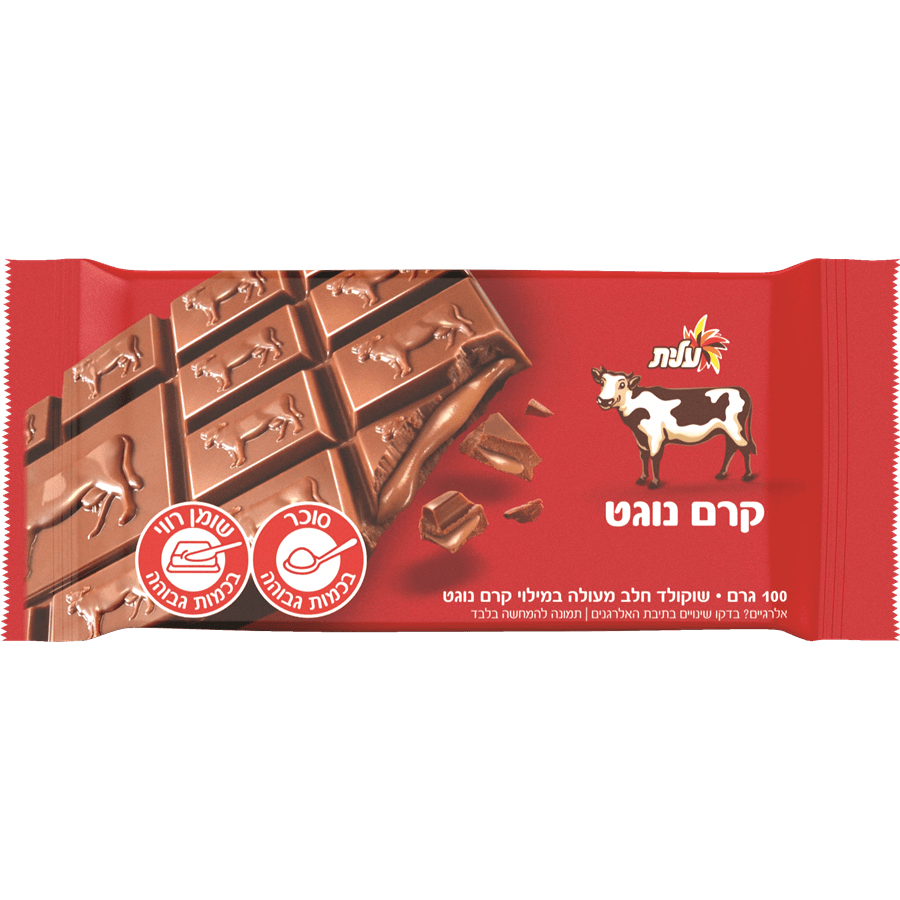 עלית
קרם נוגט
100 גרם • שוקולד חלב מעולה במילוי קרם נוגט
אלרגיים? בדקו שינויים בתיבת האלרגנים | תמונה להמחשה בלבד
סוכר
בכמות גבוהה
שומן רווי
בכמות גבוהה